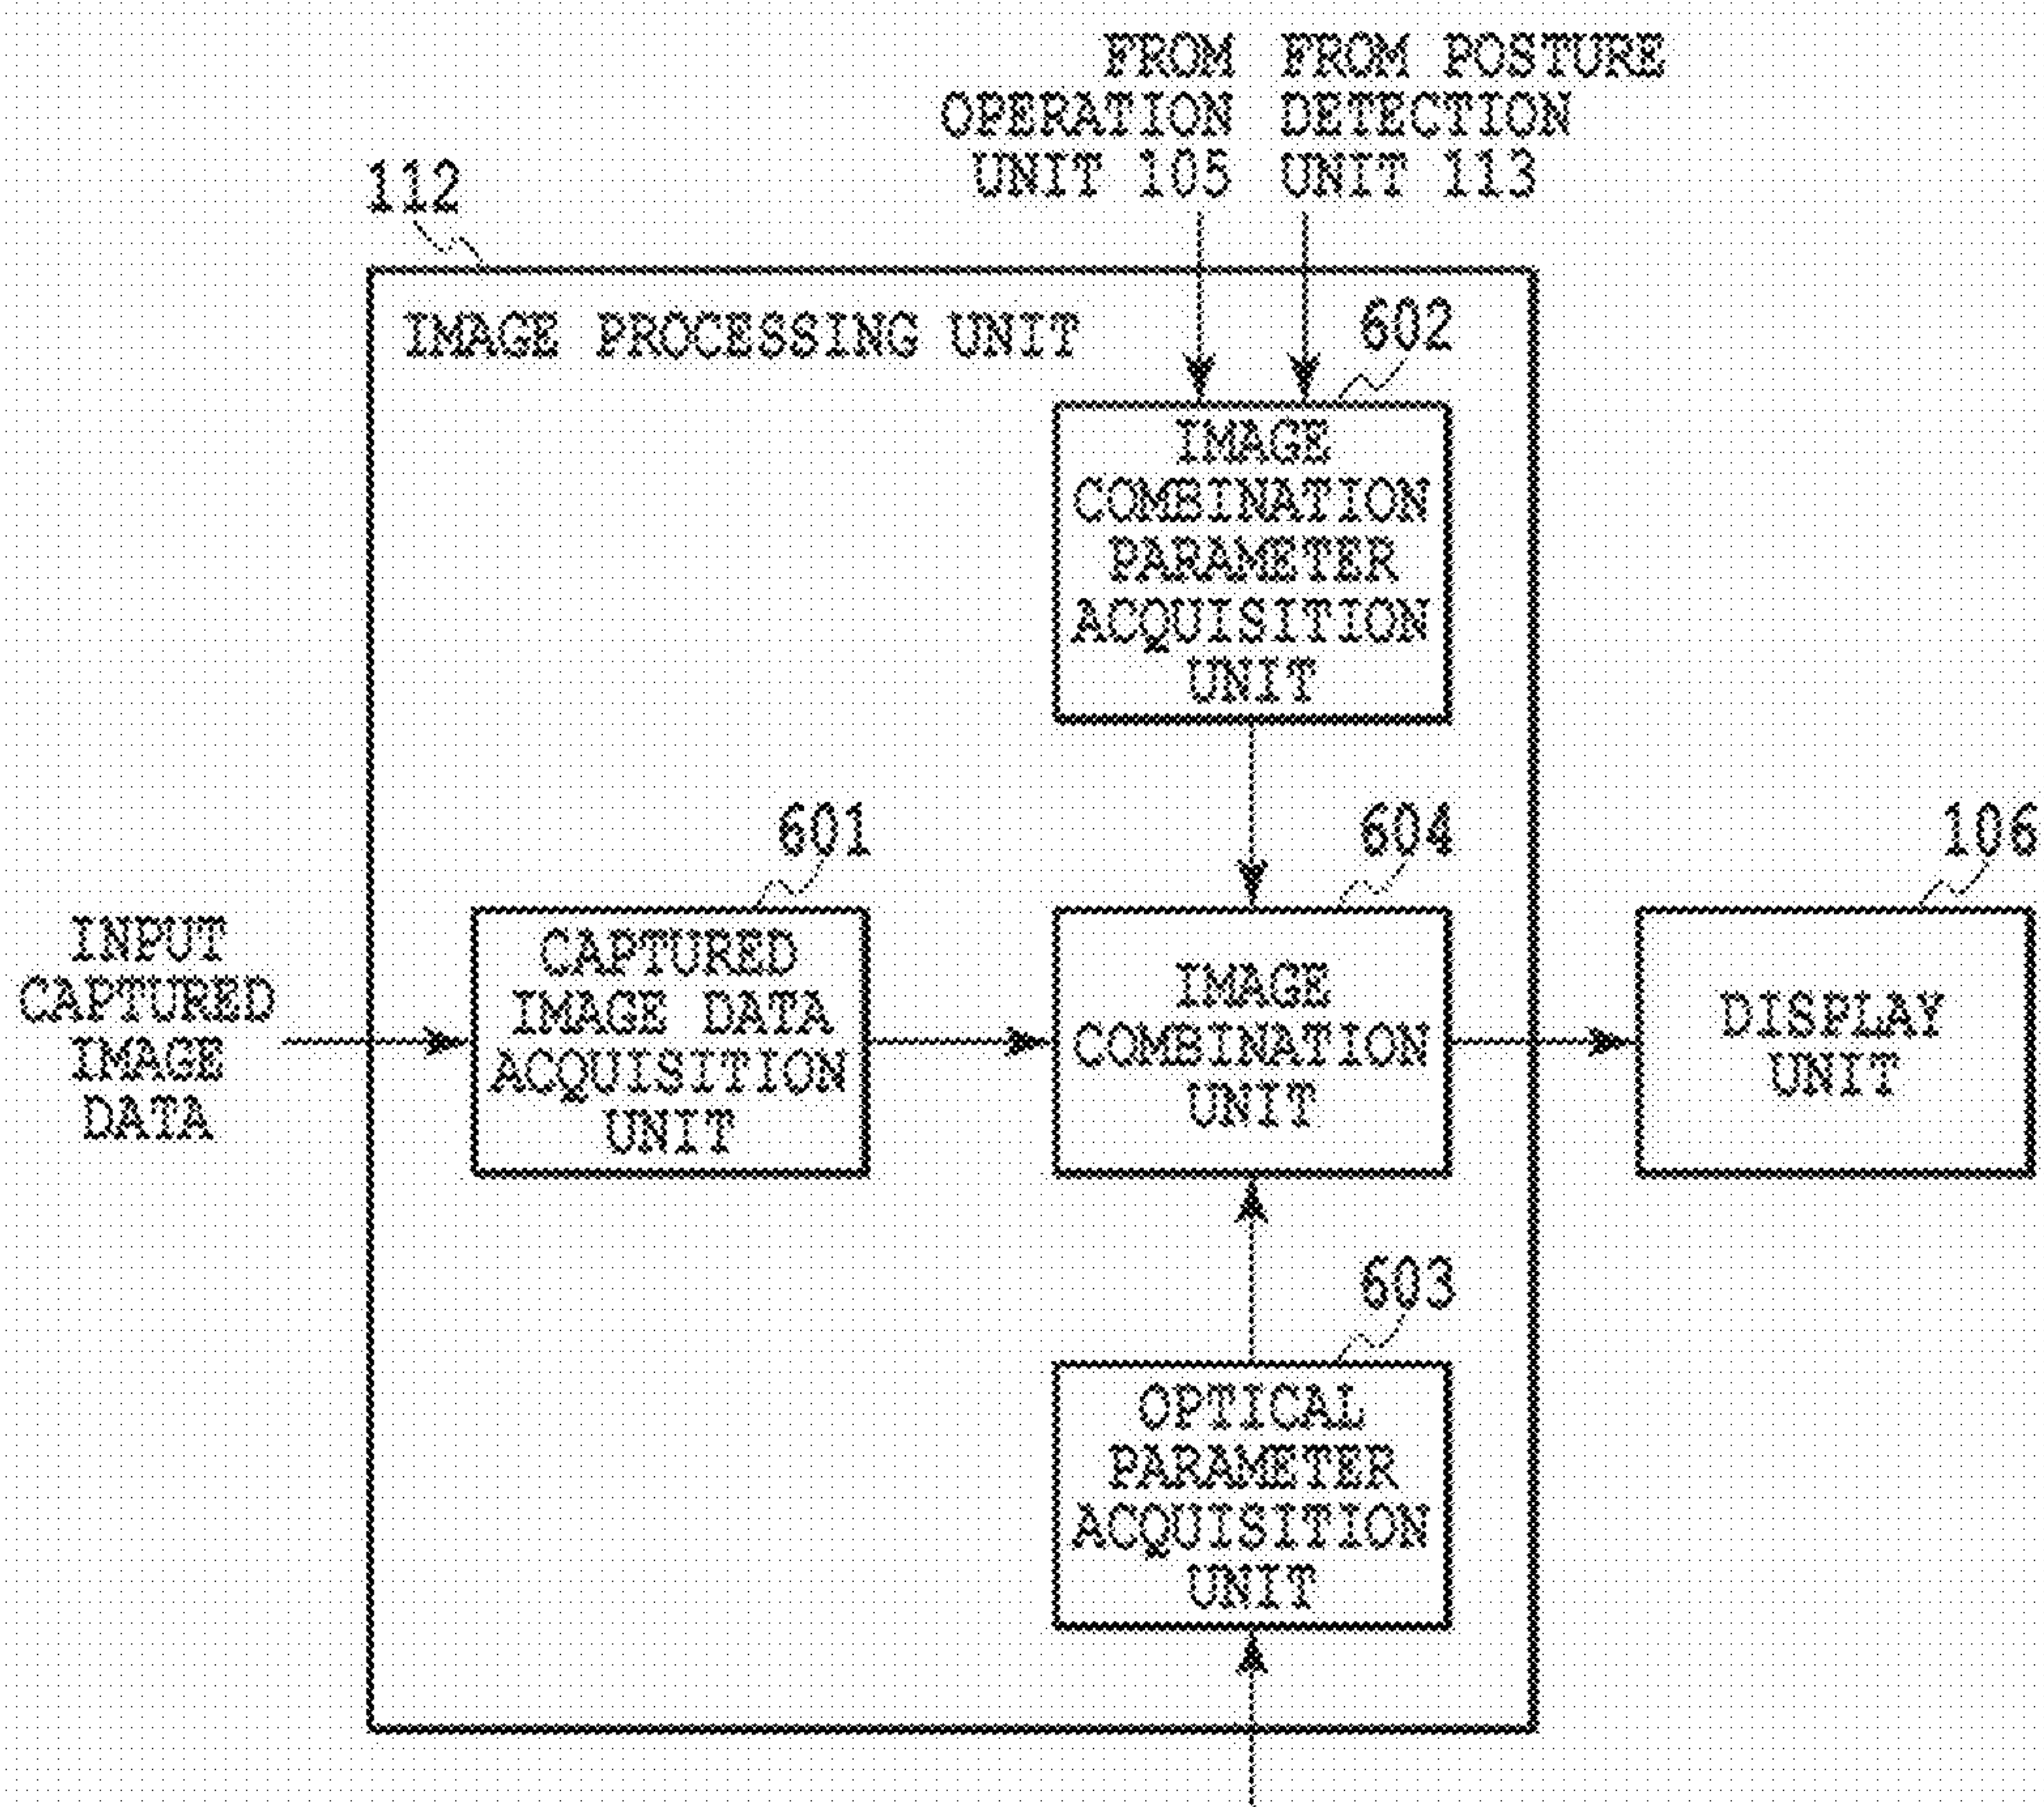 FROM
OPERATION
UNIT 105
FROM POSTURE
DETECTION
UNIT 113
112
IMAGE PROCESSING UNIT
602
IMAGE
COMBINATION
PARAMETER
ACQUISITION
UNIT
INPUT
CAPTURED
IMAGE
DATA
601
CAPTURED
IMAGE DATA
ACQUISITION
UNIT
604
IMAGE
COMBINATION
UNIT
106
DISPLAY
UNIT
603
OPTICAL
PARAMETER
ACQUISITION
UNIT